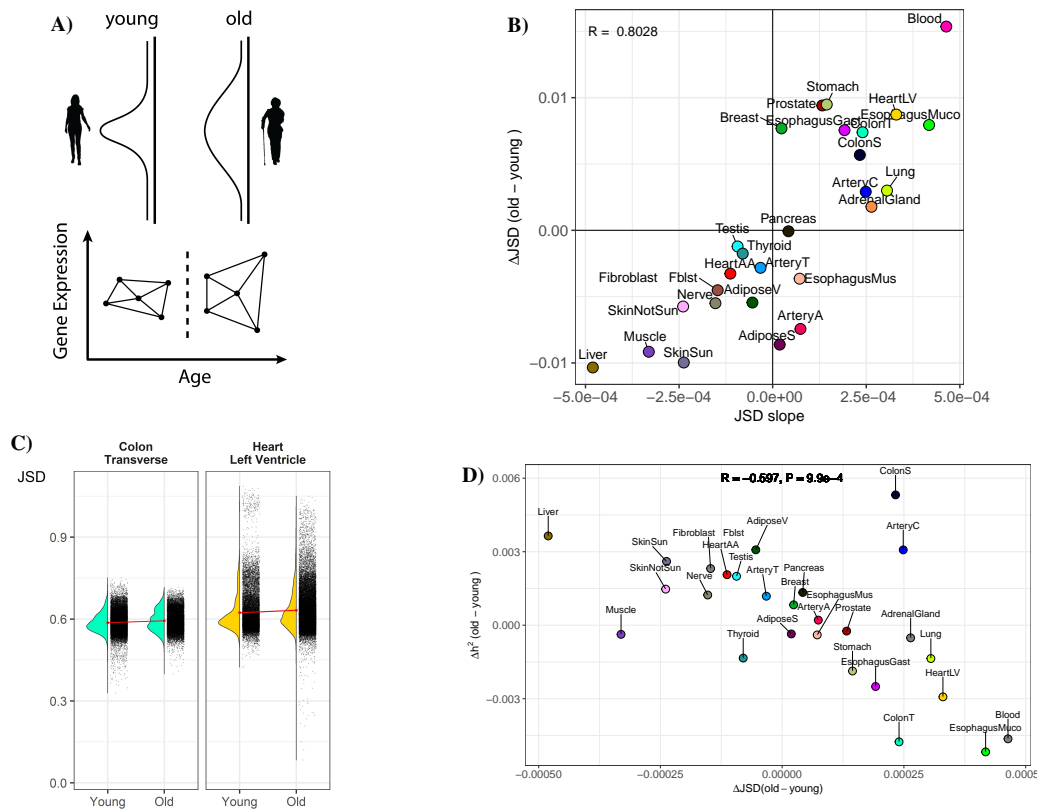 A)
young
old
Gene Expression
Age
B)
R = 0.8028
Blood
Stomach
Prostate
HeartLV
Breast
EsophagusGast
ColonT
EsophagusMuco
ColonS
Lung
ArteryC
AdrenalGland
Pancreas
Testis
Thyroid
HeartAA
ArteryT
EsophagusMus
Fibroblast
Fblst
Nerve
AdiposeV
SkinNotSun
ArteryA
Muscle
AdiposeS
SkinSun
Liver
ΔJSD (old − young)
0.01
0.00
−0.01
−5.0e−04
−2.5e−04
0.0e+00
2.5e−04
5.0e−04
JSD slope
C)
Colon
Transverse
Heart
Left Ventricle
JSD
0.9
0.6
0.3
0.0
Young
Old
Young
Old
D)
R = −0.597, P = 9.9e−4
ColonS
Liver
AdiposeV
ArteryC
Fibroblast
Fblst
SkinSun
HeartAA
Testis
SkinNotSun
Nerve
ArteryT
Pancreas
Breast
EsophagusMus
ArteryA
Prostate
Muscle
AdiposeS
AdrenalGland
Thyroid
Stomach
Lung
EsophagusGast
HeartLV
ColonT
Blood
EsophagusMuco
Δh² (old − young )
0.006
0.003
0.000
−0.003
−0.00050
−0.00025
0.00000
0.00025
0.0005
ΔJSD(old − young)